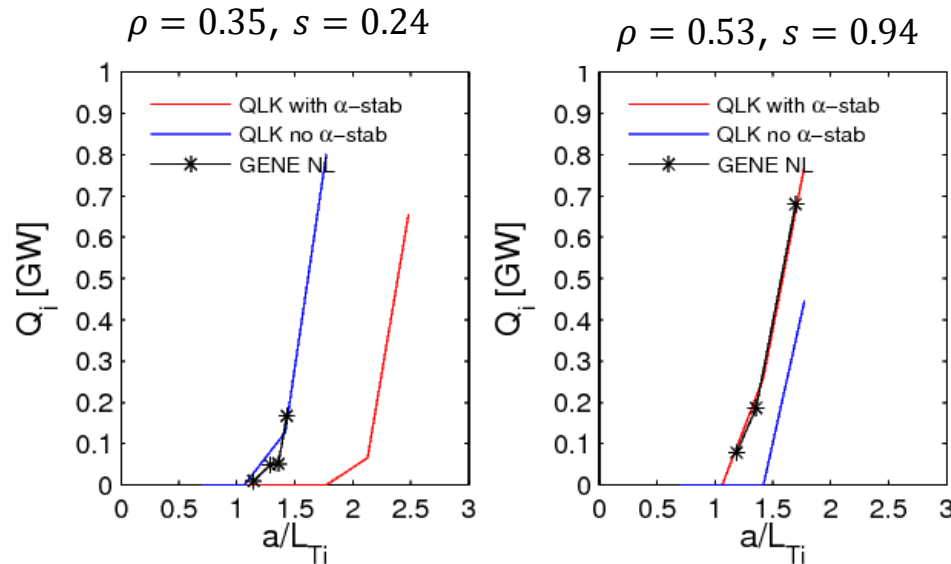 ρ = 0.35, s = 0.24
1
0.9
0.8
0.7
0.6
0.5
0.4
0.3
0.2
0.1
0
Q_i [GW]
QLK with α−stab
QLK no α−stab
GENE NL
0 0.5 1 1.5 2 2.5 3
a/L_Ti
ρ = 0.53, s = 0.94
1
0.9
0.8
0.7
0.6
0.5
0.4
0.3
0.2
0.1
0
Q_i [GW]
QLK with α−stab
QLK no α−stab
GENE NL
0 0.5 1 1.5 2 2.5 3
a/L_Ti